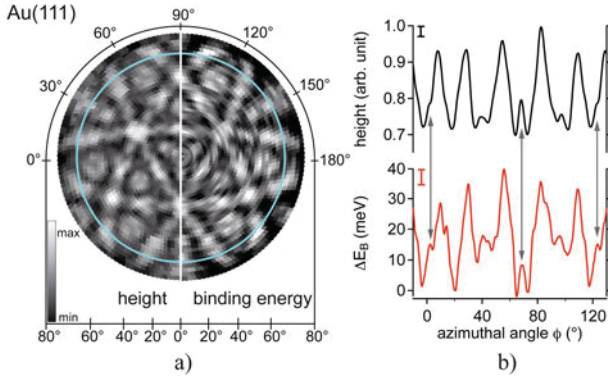 Au(111)
90°
60° 120°
30° 150°
0° 180°
max
min
height binding energy
80° 60° 40° 20° 0° 20° 40° 60° 80°
a)
1.0
0.9
0.8
0.7
height (arb. unit)
40
30
20
10
0
ΔE_B (meV)
0 40 80 120
azimuthal angle ϕ (°)
b)